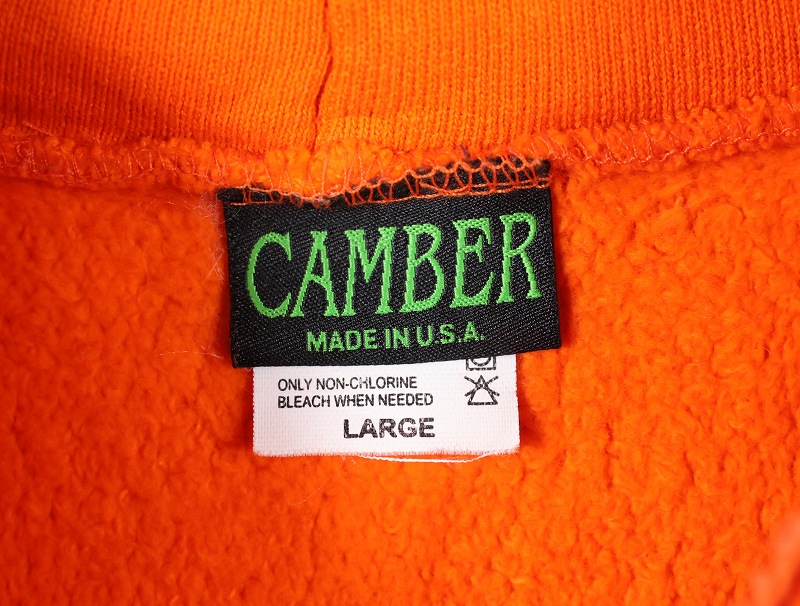 CAMBER
MADE IN U.S.A.
ONLY NON-CHLORINE
BLEACH WHEN NEEDED
LARGE